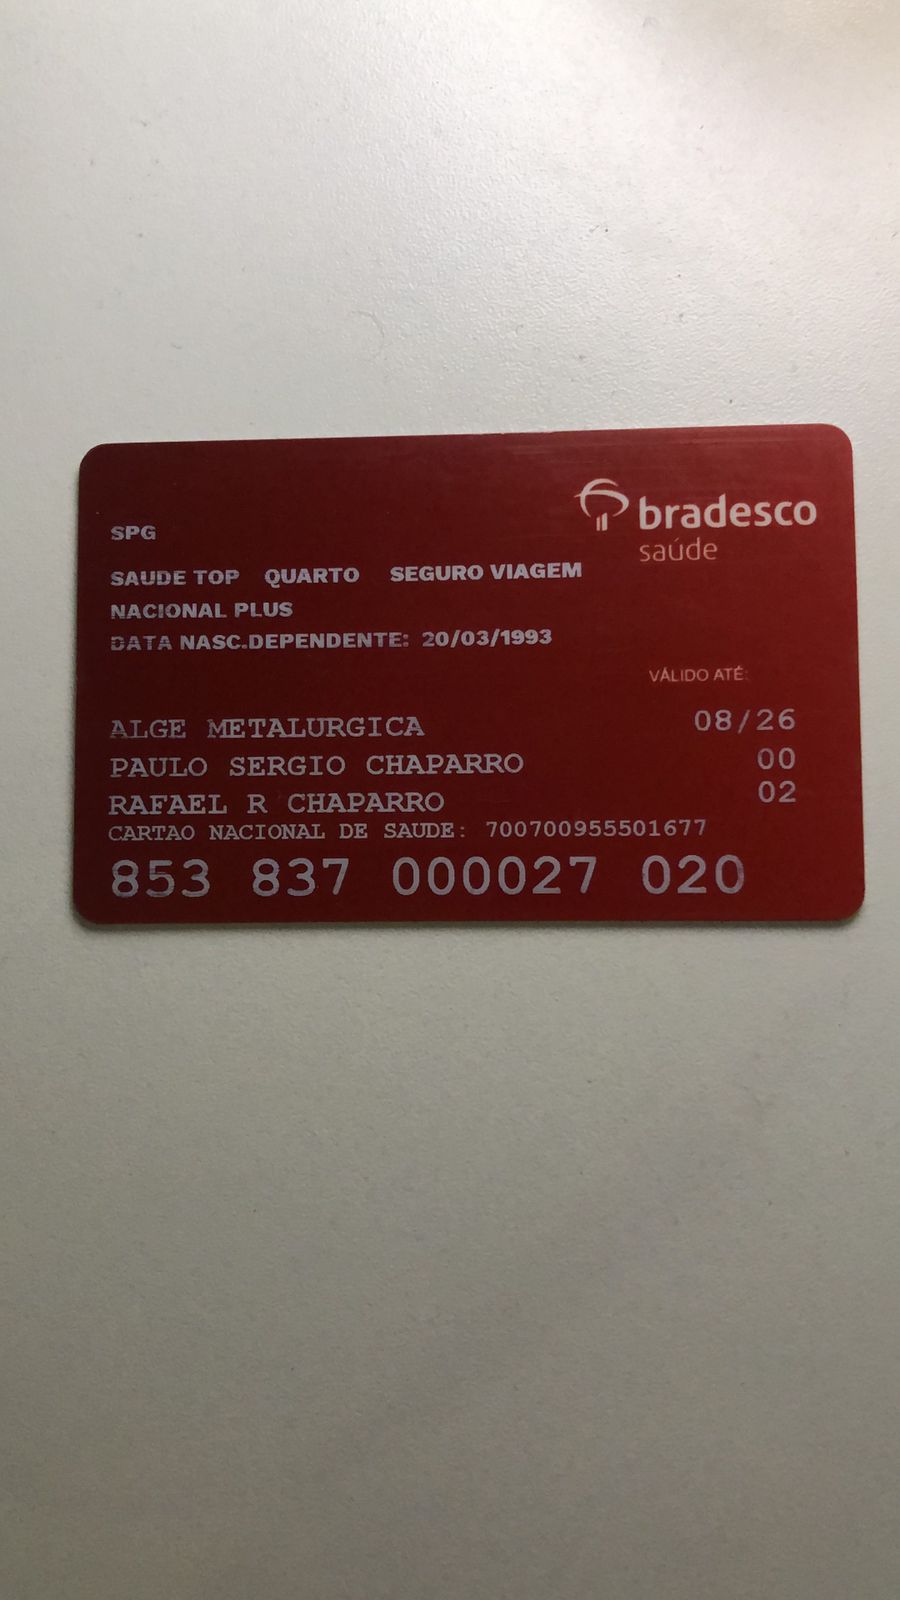 bradesco
saúde
SPG
SAUDE TOP QUARTO SEGURO VIAGEM
NACIONAL PLUS
DATA NASC.DEPENDENTE: 20/03/1993
VÁLIDO ATÉ:
ALGE METALURGICA 08/26
PAULO SERGIO CHAPARRO 00
RAFAEL R CHAPARRO 02
CARTAO NACIONAL DE SAUDE: 700700955501677
853 837 000027 020